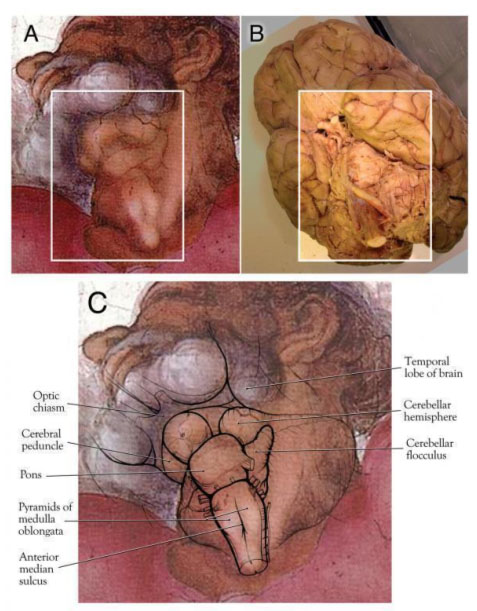 A
B
C
Optic
chiasm
Cerebral
peduncle
Pons
Pyramids of
medulla
oblongata
Anterior
median
sulcus
Temporal
lobe of brain
Cerebellar
hemisphere
Cerebellar
flocculus